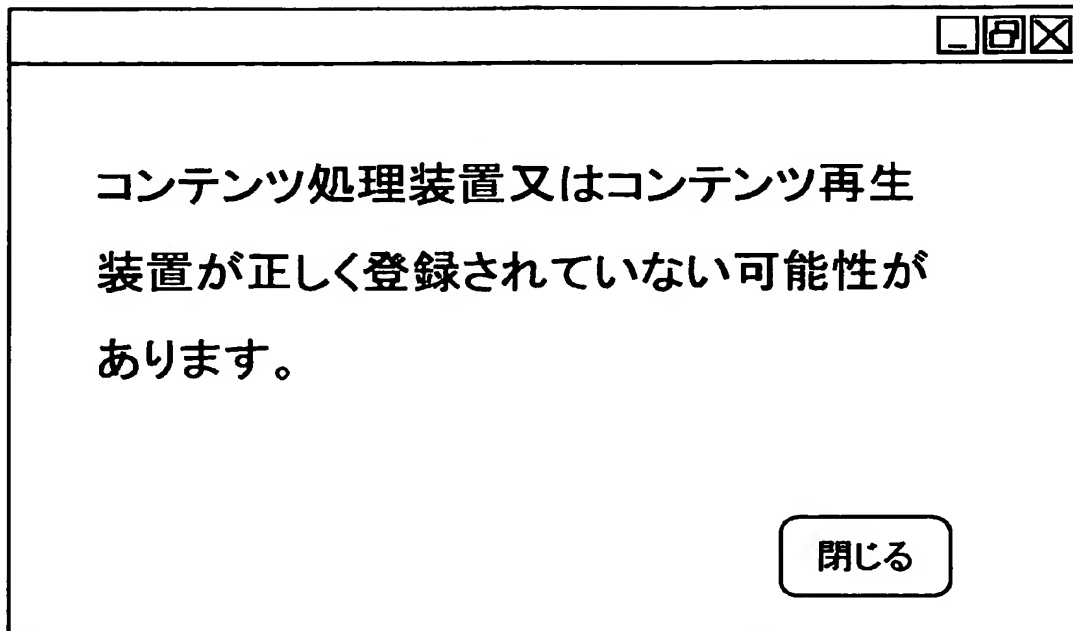 コンテンツ処理装置又はコンテンツ再生
装置が正しく登録されていない可能性が
あります。
閉じる